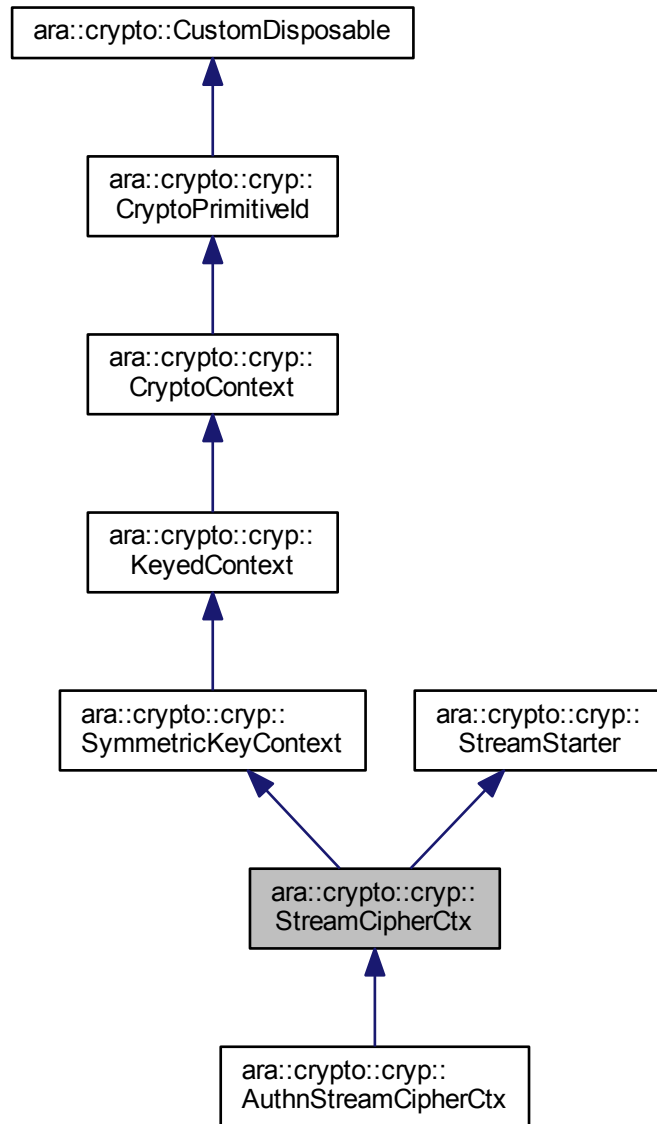 ara::crypto::CustomDisposable
ara::crypto::cryp::
CryptoPrimitiveId
ara::crypto::cryp::
CryptoContext
ara::crypto::cryp::
KeyedContext
ara::crypto::cryp::
SymmetricKeyContext
ara::crypto::cryp::
StreamStarter
ara::crypto::cryp::
StreamCipherCtx
ara::crypto::cryp::
AuthnStreamCipherCtx